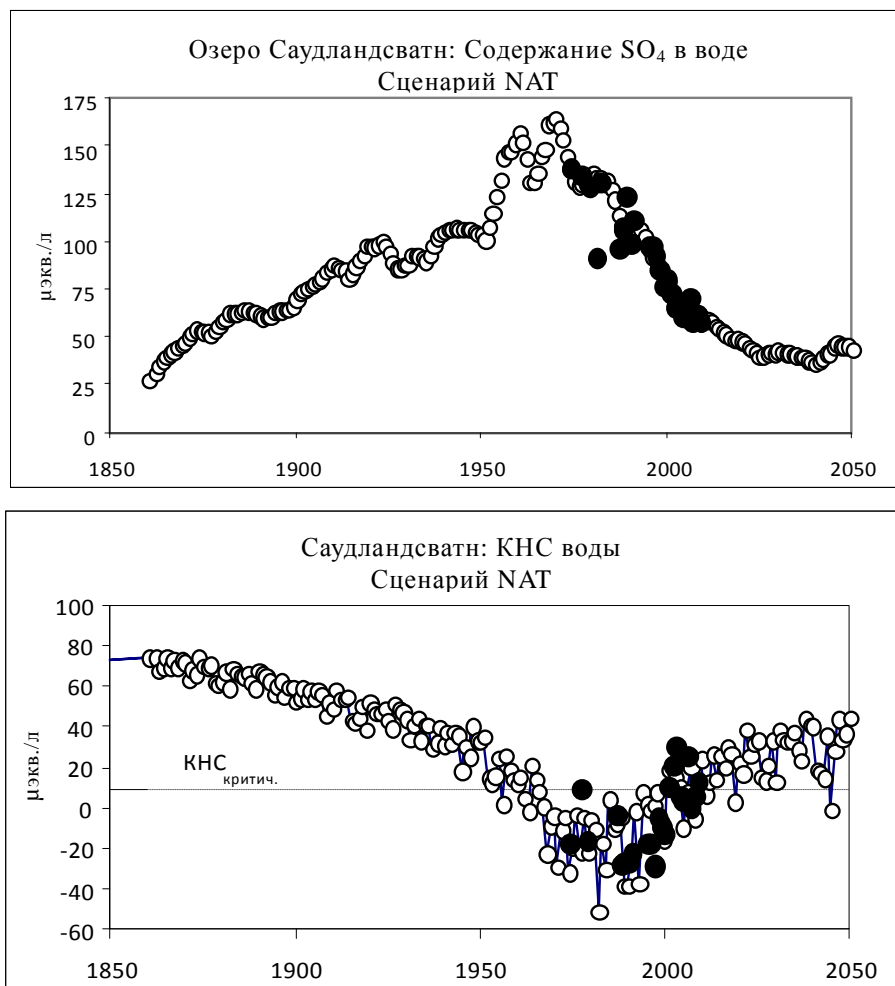 Озеро Саудландсватн: Содержание SO₄ в воде
Сценарий NAT
175
150
125
100
75
50
25
0
µэкв./л
1850 1900 1950 2000 2050
Саудландсватн: КНС воды
Сценарий NAT
100
80
60
40
20
0
-20
-40
-60
µэкв./л
КНС критич.
1850 1900 1950 2000 2050